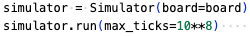 simulator = Simulator(board=board)
simulator.run(max_ticks=10**8)